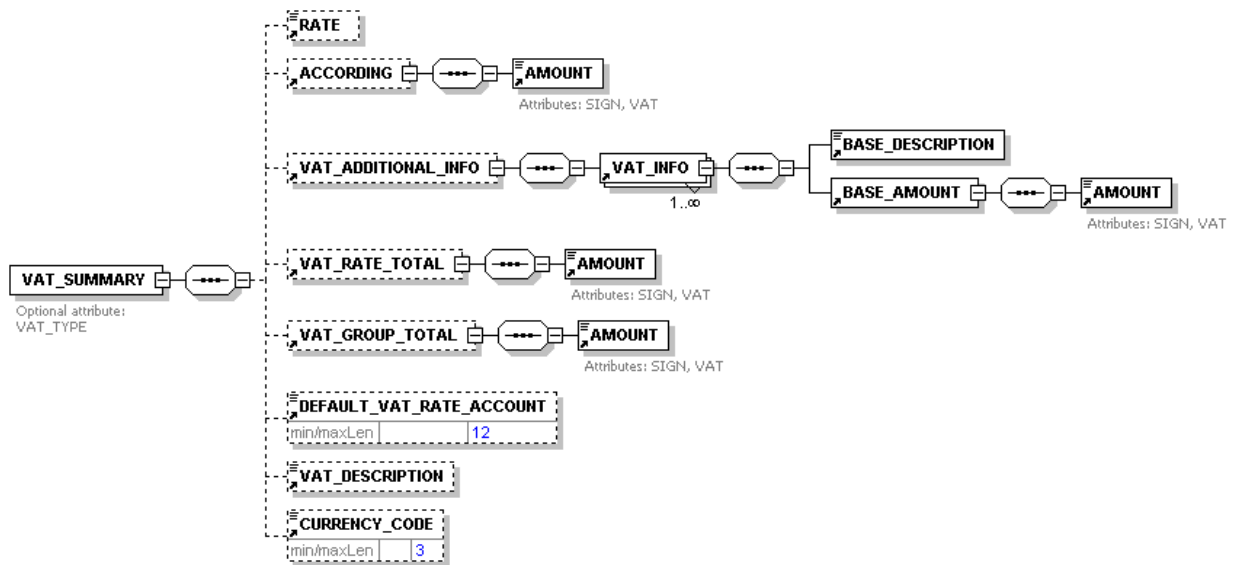 RATE
ACCORDING
AMOUNT
Attributes: SIGN, VAT
VAT_ADDITIONAL_INFO
VAT_INFO
1..∞
BASE_DESCRIPTION
BASE_AMOUNT
AMOUNT
Attributes: SIGN, VAT
VAT_SUMMARY
Optional attribute:
VAT_TYPE
VAT_RATE_TOTAL
AMOUNT
Attributes: SIGN, VAT
VAT_GROUP_TOTAL
AMOUNT
Attributes: SIGN, VAT
DEFAULT_VAT_RATE_ACCOUNT
min/maxLen 12
VAT_DESCRIPTION
CURRENCY_CODE
min/maxLen 3